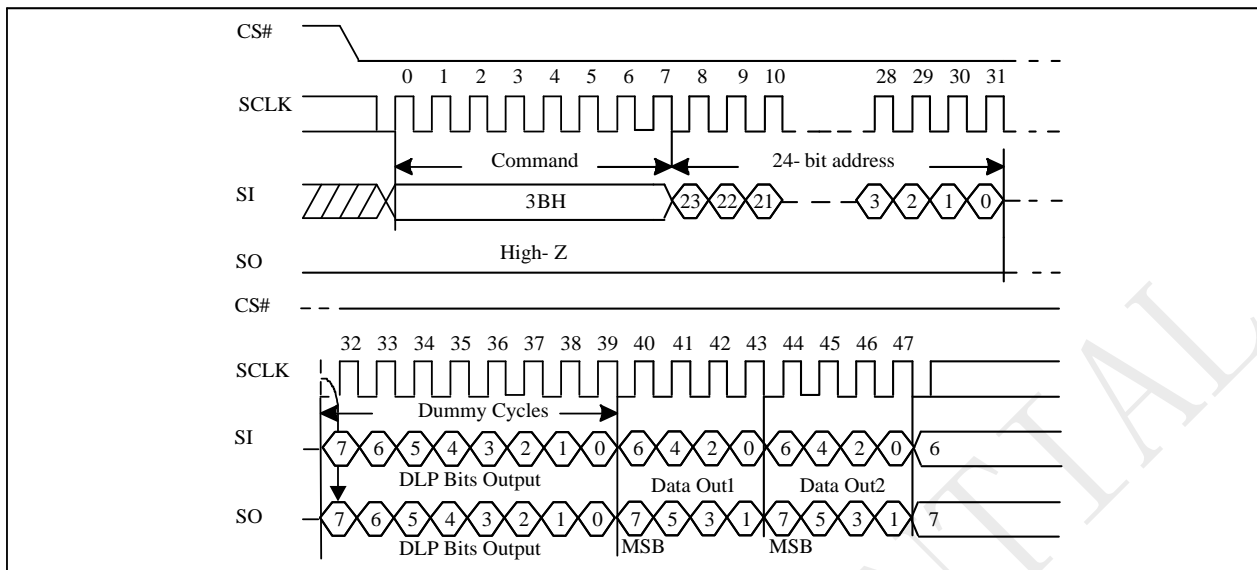 CS#
0 1 2 3 4 5 6 7 8 9 10 28 29 30 31
SCLK
Command 24- bit address
SI 3BH 23 22 21 3 2 1 0
High- Z
SO
CS#
32 33 34 35 36 37 38 39 40 41 42 43 44 45 46 47
SCLK
Dummy Cycles
SI 7 6 5 4 3 2 1 0 6 4 2 0 6 4 2 0 6
DLP Bits Output Data Out1 Data Out2
SO 7 6 5 4 3 2 1 0 7 5 3 1 7 5 3 1 7
DLP Bits Output MSB MSB
NTIAL